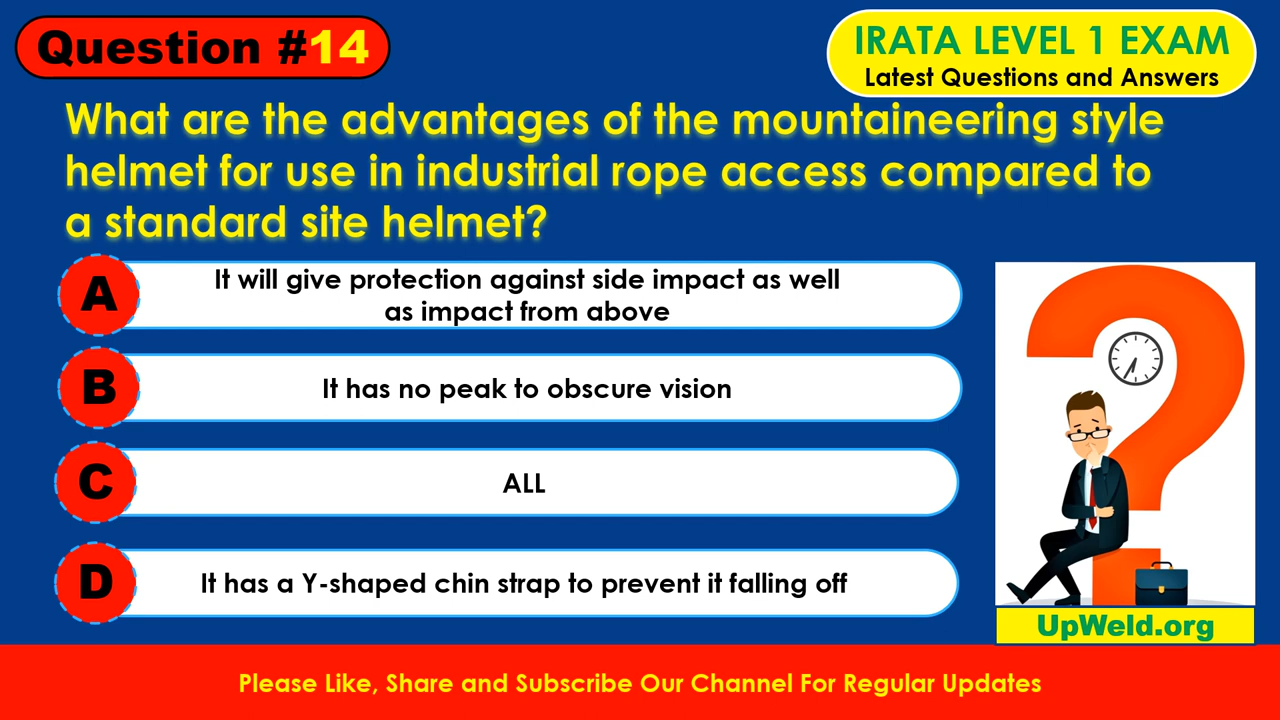 Question #14
IRATA LEVEL 1 EXAM
Latest Questions and Answers
What are the advantages of the mountaineering style
helmet for use in industrial rope access compared to
a standard site helmet?
A
It will give protection against side impact as well
as impact from above
B
It has no peak to obscure vision
C
ALL
D
It has a Y-shaped chin strap to prevent it falling off
UpWeld.org
Please Like, Share and Subscribe Our Channel For Regular Updates